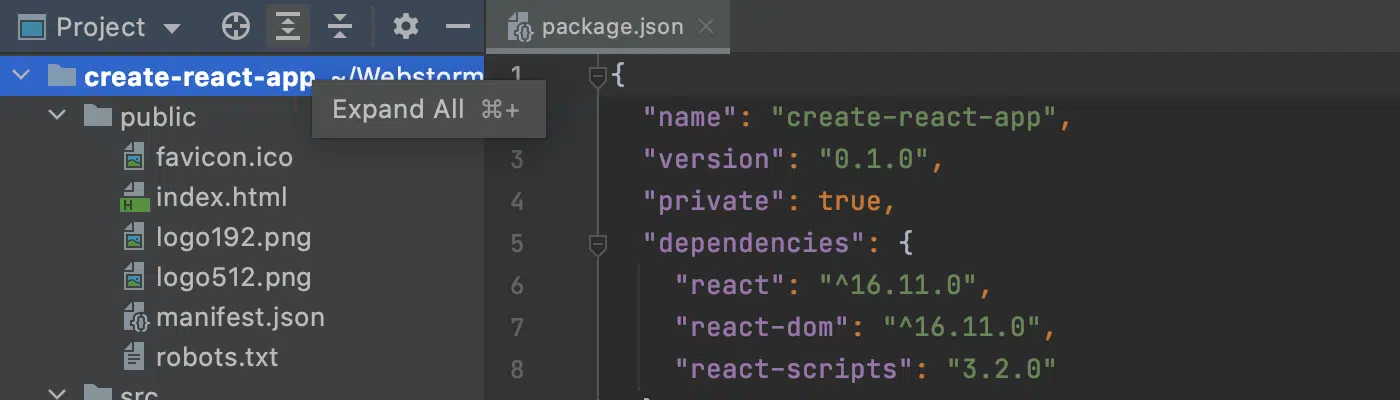 Project
package.json
create-react-app ~/Webstorm
Expand All ⌘+
public
favicon.ico
index.html
H
logo192.png
logo512.png
manifest.json
robots.txt
src
1 {
"name": "create-react-app",
3 "version": "0.1.0",
4 "private": true,
5 "dependencies": {
6 "react": "^16.11.0",
7 "react-dom": "^16.11.0",
8 "react-scripts": "3.2.0"